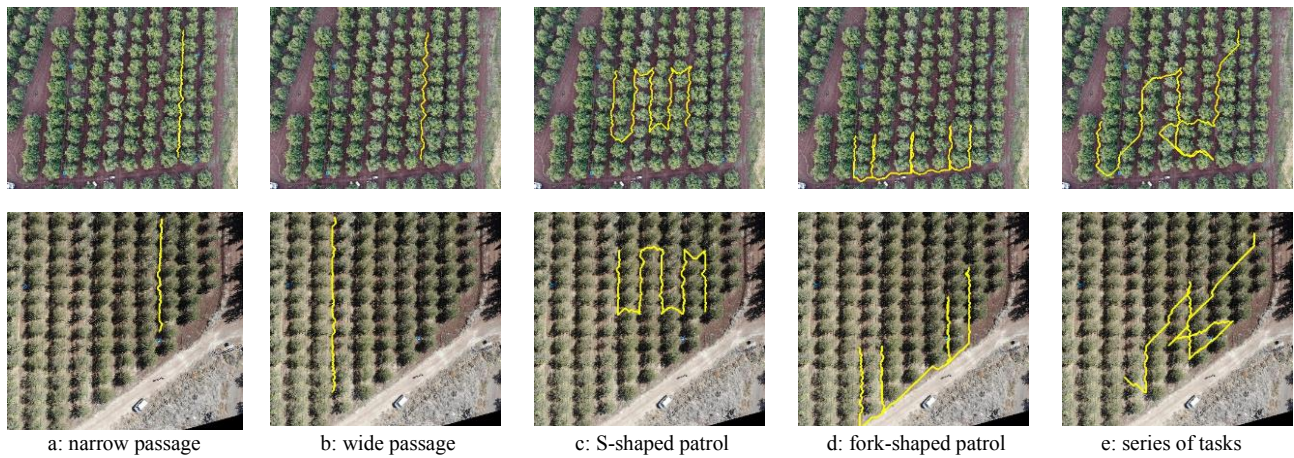 a: narrow passage
b: wide passage
c: S-shaped patrol
d: fork-shaped patrol
e: series of tasks